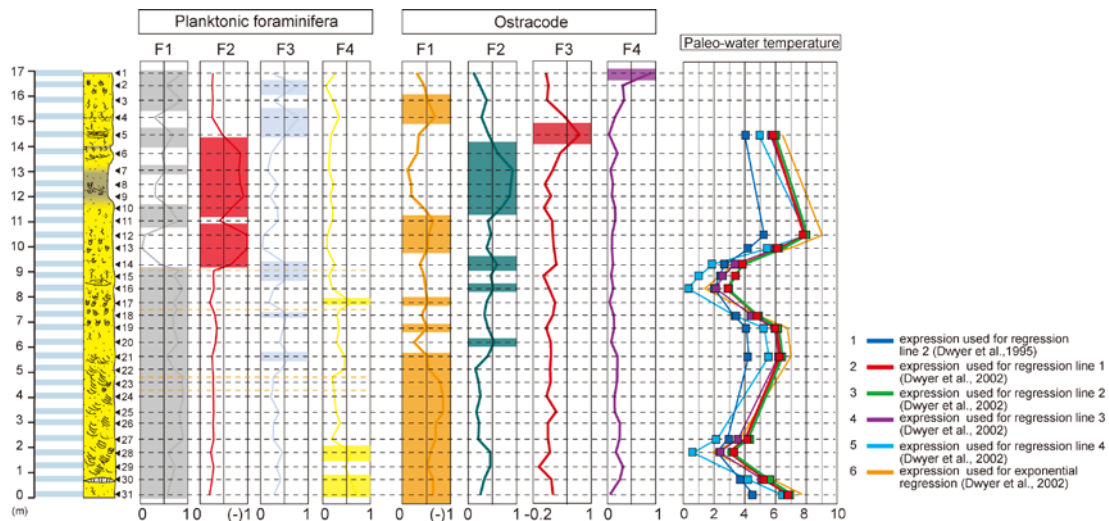 Planktonic foraminifera
Ostracode
F1 F2 F3 F4 F1 F2 F3 F4
Paleo-water temperature
17
16
15
14
13
12
11
10
9
8
7
6
5
4
3
2
1
0
(m)
1
2
3
4
5
6
7
8
9
10
11
12
13
14
15
16
17
18
19
20
21
22
23
24
25
26
27
28
29
30
31
0 1 0 (-)1 0 1 0 1 0 (-)1 0 1 -0.2 1 0 1
0 2 4 6 8 10
1 expression used for regression
line 2 (Dwyer et al.,1995)
2 expression used for regression line 1
(Dwyer et al., 2002)
3 expression used for regression line 2
(Dwyer et al., 2002)
4 expression used for regression line 3
(Dwyer et al., 2002)
5 expression used for regression line 4
(Dwyer et al., 2002)
6 expression used for exponential
regression (Dwyer et al., 2002)